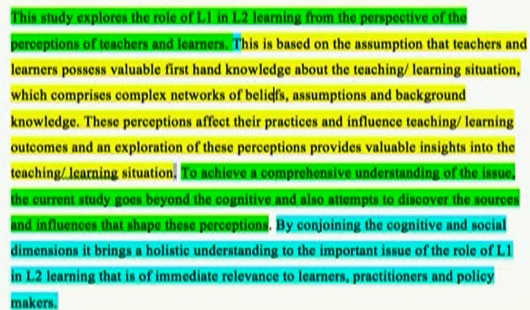 This study explores the role of L1 in L2 learning from the perspective of the
perceptions of teachers and learners. This is based on the assumption that teachers and
learners possess valuable first hand knowledge about the teaching/ learning situation,
which comprises complex networks of beliefs, assumptions and background
knowledge. These perceptions affect their practices and influence teaching/ learning
outcomes and an exploration of these perceptions provides valuable insights into the
teaching/.learning situation. To achieve a comprehensive understanding of the issue,
the current study goes beyond the cognitive and also attempts to discover the sources
and influences that shape these perceptions. By conjoining the cognitive and social
dimensions it brings a holistic understanding to the important issue of the role of L1
in L2 learning that is of immediate relevance to learners, practitioners and policy
makers.